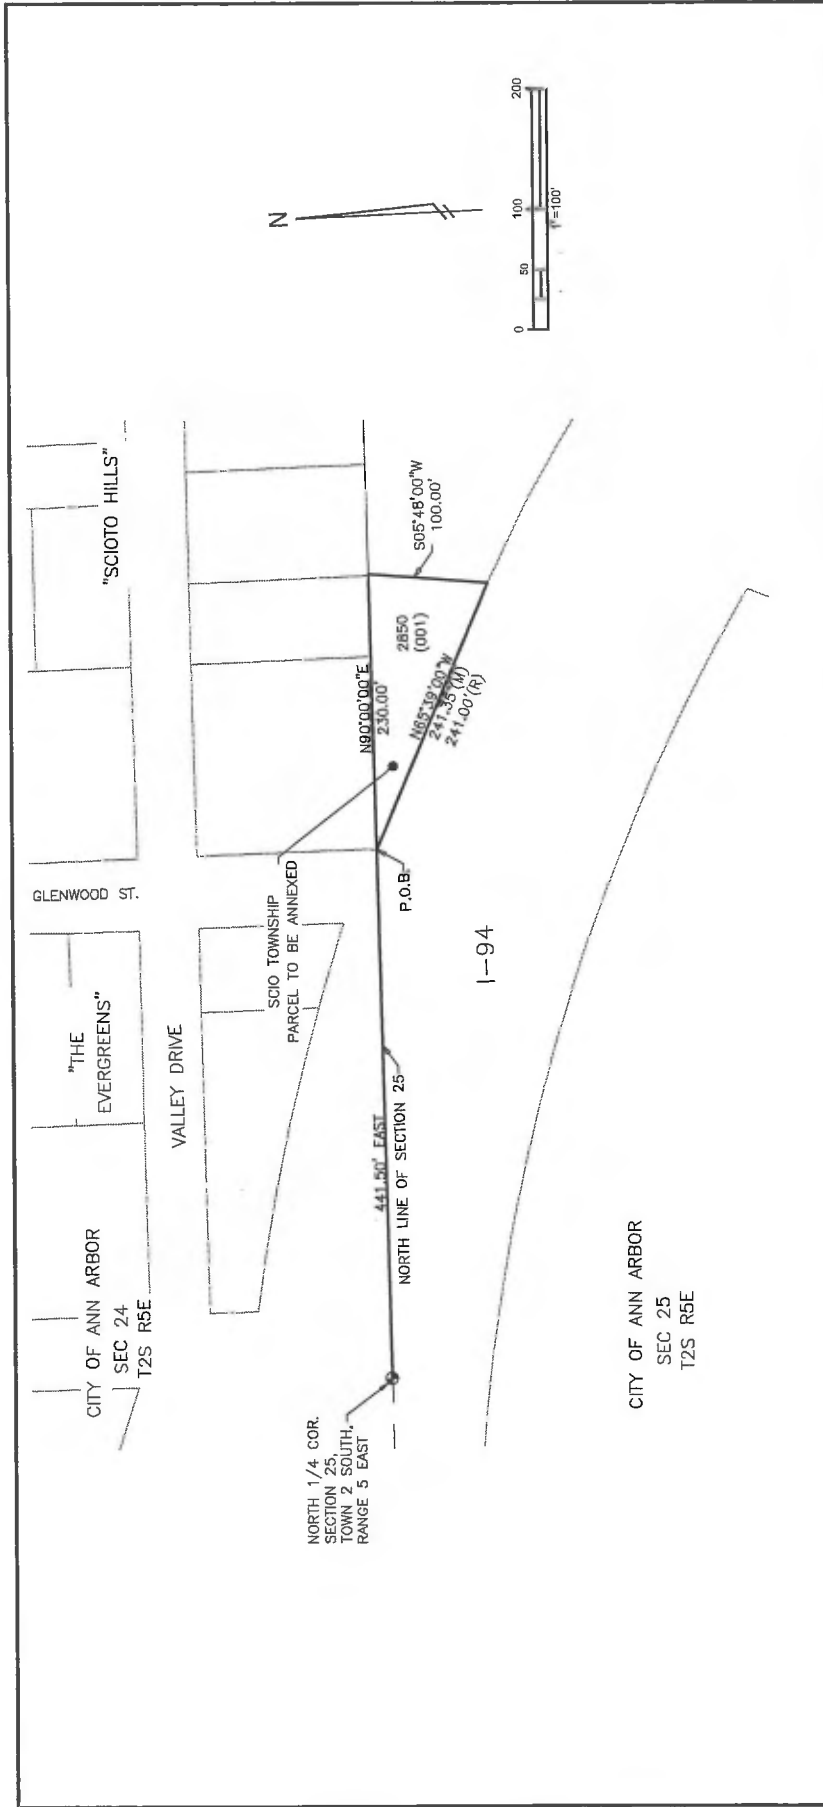 CITY OF ANN ARBOR
SEC 24
T2S R5E
"THE
EVERGREENS"
GLENWOOD ST.
"SCIOTO HILLS"
VALLEY DRIVE
N
SCIO TOWNSHIP
PARCEL TO BE ANNEXED
NORTH 1/4 COR.
SECTION 25,
TOWN 2 SOUTH,
RANGE 5 EAST
441.50' EAST
NORTH LINE OF SECTION 25
P.O.B.
N90°00'00"E
230.00'
2850
(001)
S05°48'00"W
100.00'
N65°39'00"W
241.35'(M)
241.00'(R)
I-94
0
50
100
200
1"=100'
CITY OF ANN ARBOR
SEC 25
T2S R5E